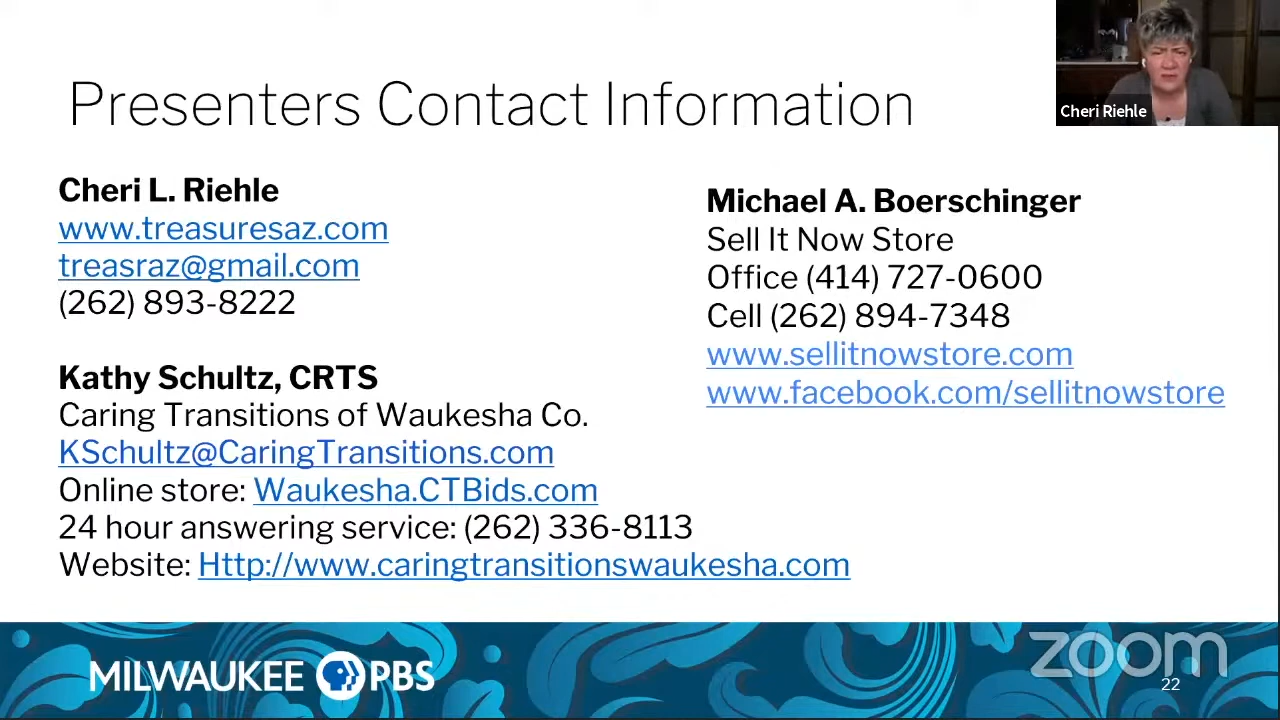 Presenters Contact Information
Cheri Riehle
Cheri L. Riehle
www.treasuresaz.com
treasraz@gmail.com
(262) 893-8222
Kathy Schultz, CRTS
Caring Transitions of Waukesha Co.
KSchultz@CaringTransitions.com
Online store: Waukesha.CTBids.com
24 hour answering service: (262) 336-8113
Website: Http://www.caringtransitionswaukesha.com
Michael A. Boerschinger
Sell It Now Store
Office (414) 727-0600
Cell (262) 894-7348
www.sellitnowstore.com
www.facebook.com/sellitnowstore
MILWAUKEE PBS
zoom
22